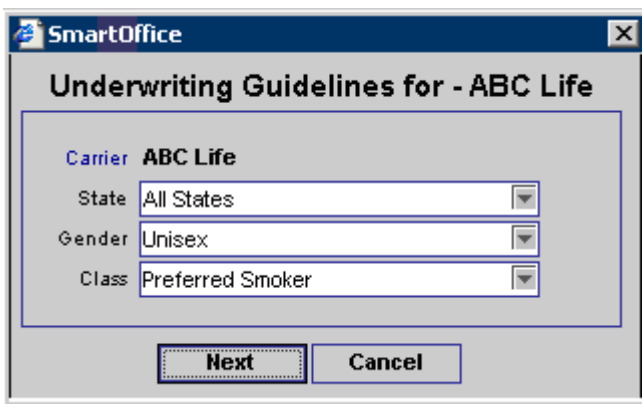 SmartOffice
Underwriting Guidelines for - ABC Life
Carrier ABC Life
State All States
Gender Unisex
Class Preferred Smoker
Next Cancel